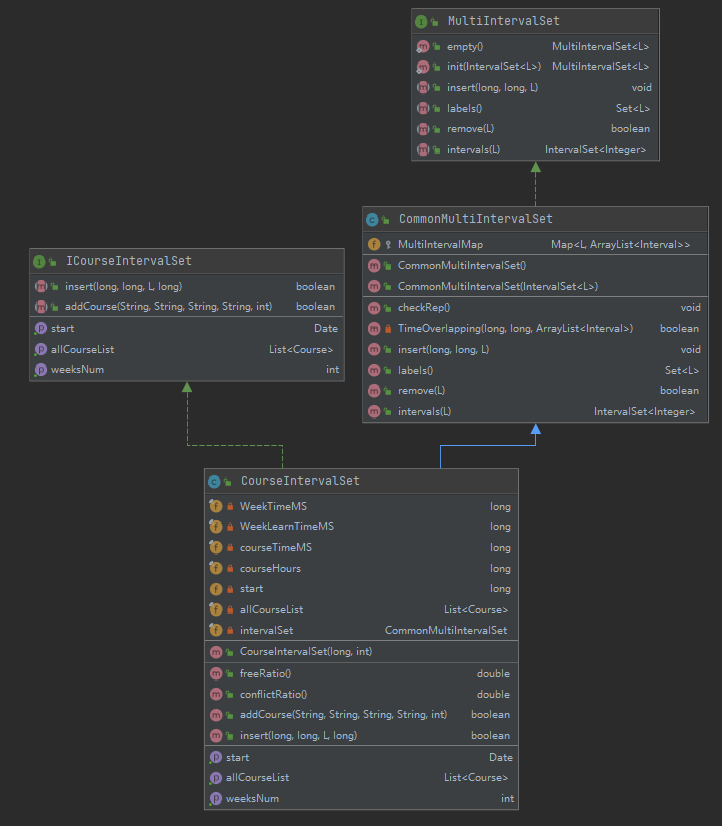 MultiIntervalSet
empty() MultiIntervalSet<L>
init(IntervalSet<L>) MultiIntervalSet<L>
insert(long, long, L) void
labels() Set<L>
remove(L) boolean
intervals(L) IntervalSet<Integer>
CommonMultiIntervalSet
MultiIntervalMap Map<L, ArrayList<Interval>>
CommonMultiIntervalSet()
CommonMultiIntervalSet(IntervalSet<L>)
checkRep() void
TimeOverlapping(long, long, ArrayList<Interval>) boolean
insert(long, long, L) void
labels() Set<L>
remove(L) boolean
intervals(L) IntervalSet<Integer>
ICourseIntervalSet
insert(long, long, L, long) boolean
addCourse(String, String, String, String, int) boolean
start Date
allCourseList List<Course>
weeksNum int
CourseIntervalSet
WeekTimeMS long
WeekLearnTimeMS long
courseTimeMS long
courseHours long
start long
allCourseList List<Course>
intervalSet CommonMultiIntervalSet
CourseIntervalSet(long, int)
freeRatio() double
conflictRatio() double
addCourse(String, String, String, String, int) boolean
insert(long, long, L, long) boolean
start Date
allCourseList List<Course>
weeksNum int